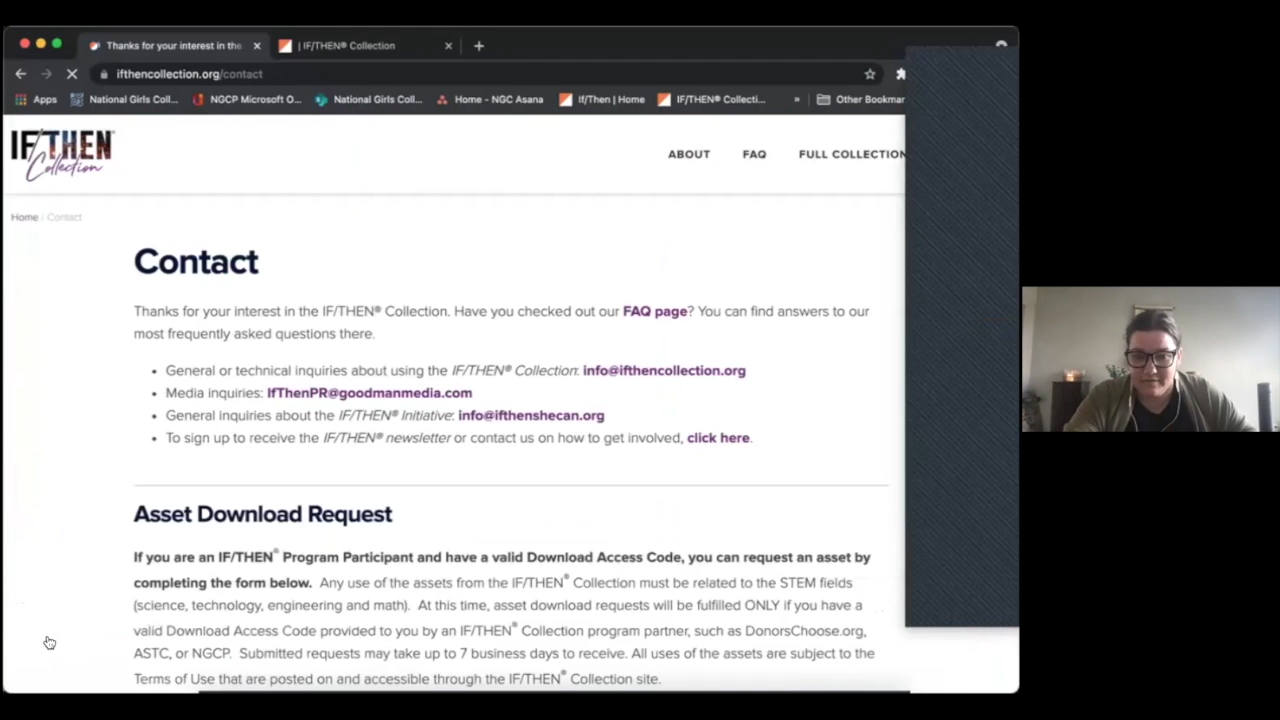 Thanks for your interest in the
| IF/THEN® Collection
ifthencollection.org/contact
Apps
National Girls Coll...
NGCP Microsoft O...
National Girls Coll...
Home - NGC Asana
If/Then | Home
IF/THEN® Collecti...
»
Other Bookmar
IF/THEN®
Collection
ABOUT
FAQ
FULL COLLECTION
Home / Contact
Contact
Thanks for your interest in the IF/THEN® Collection. Have you checked out our FAQ page? You can find answers to our
most frequently asked questions there.
• General or technical inquiries about using the IF/THEN® Collection: info@ifthencollection.org
• Media inquiries: IfThenPR@goodmanmedia.com
• General inquiries about the IF/THEN® Initiative: info@ifthenshecan.org
• To sign up to receive the IF/THEN® newsletter or contact us on how to get involved, click here.
Asset Download Request
If you are an IF/THEN® Program Participant and have a valid Download Access Code, you can request an asset by
completing the form below. Any use of the assets from the IF/THEN® Collection must be related to the STEM fields
(science, technology, engineering and math). At this time, asset download requests will be fulfilled ONLY if you have a
valid Download Access Code provided to you by an IF/THEN® Collection program partner, such as DonorsChoose.org,
ASTC, or NGCP. Submitted requests may take up to 7 business days to receive. All uses of the assets are subject to the
Terms of Use that are posted on and accessible through the IF/THEN® Collection site.